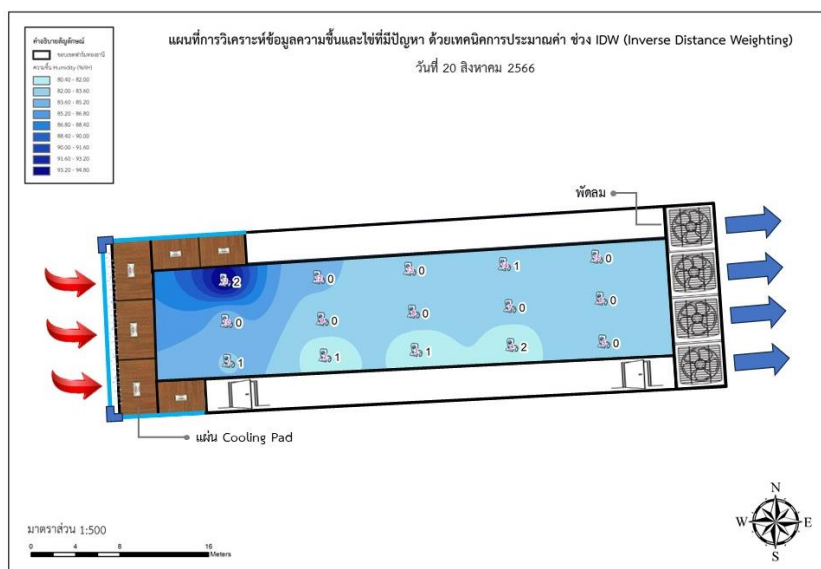 แผนที่การวิเคราะห์ข้อมูลความชื้นและไข่ที่มีปัญหา ด้วยเทคนิคการประมาณค่า ช่วง IDW (Inverse Distance Weighting)
วันที่ 20 สิงหาคม 2566
คำอธิบายสัญลักษณ์
ความชื้น Humidity (%RH)
80.40 - 82.00
82.00 - 83.60
83.60 - 85.20
85.20 - 86.80
86.80 - 88.40
88.40 - 90.00
90.00 - 91.60
91.60 - 93.20
93.20 - 94.80
พัดลม
2 0 0 1 0
0 0 0 0 0
1 1 1 2 0
แผ่น Cooling Pad
มาตราส่วน 1:500
0 4 8 16
Meters
N
W E
S